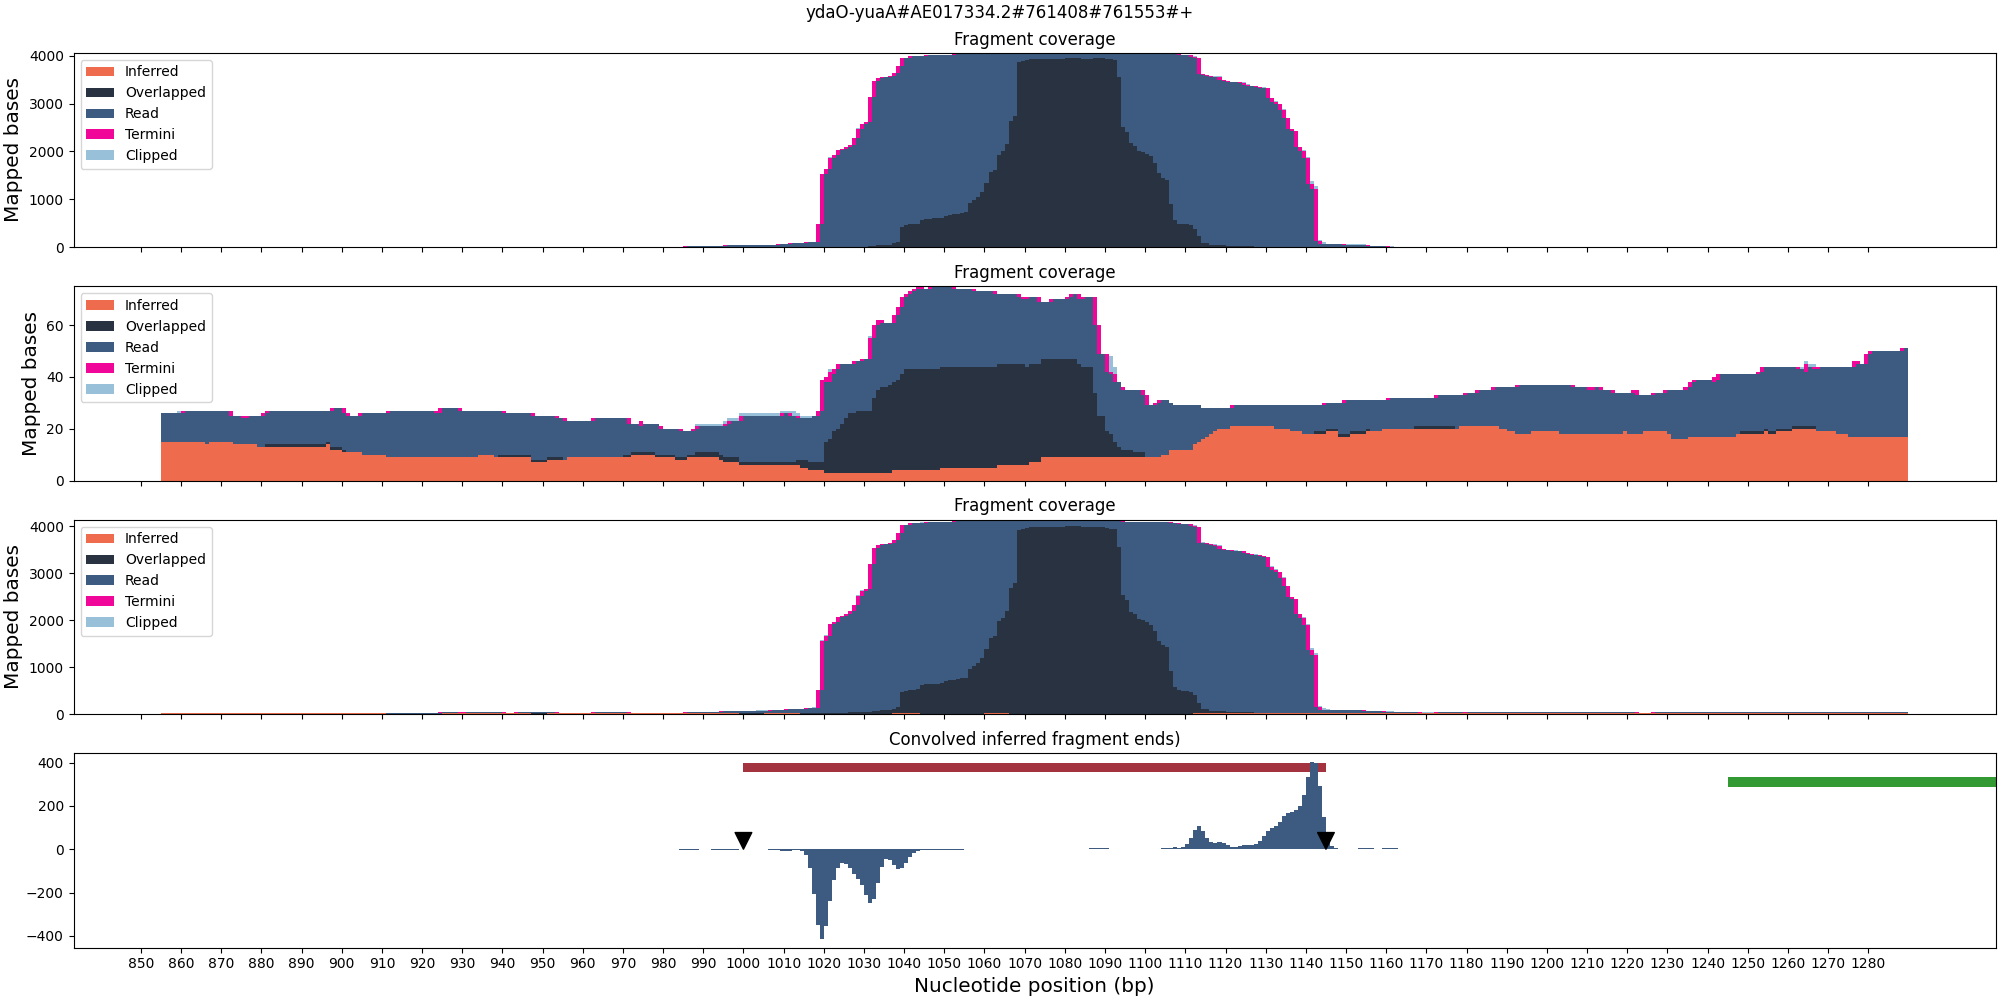 ydaO-yuaA#AE017334.2#761408#761553#+
Fragment coverage
Mapped bases
4000
3000
2000
1000
0
Inferred
Overlapped
Read
Termini
Clipped
Fragment coverage
Mapped bases
60
40
20
0
Inferred
Overlapped
Read
Termini
Clipped
Fragment coverage
Mapped bases
4000
3000
2000
1000
0
Inferred
Overlapped
Read
Termini
Clipped
Convolved inferred fragment ends)
400
200
0
−200
−400
850 860 870 880 890 900 910 920 930 940 950 960 970 980 990 1000 1010 1020 1030 1040 1050 1060 1070 1080 1090 1100 1110 1120 1130 1140 1150 1160 1170 1180 1190 1200 1210 1220 1230 1240 1250 1260 1270 1280
Nucleotide position (bp)